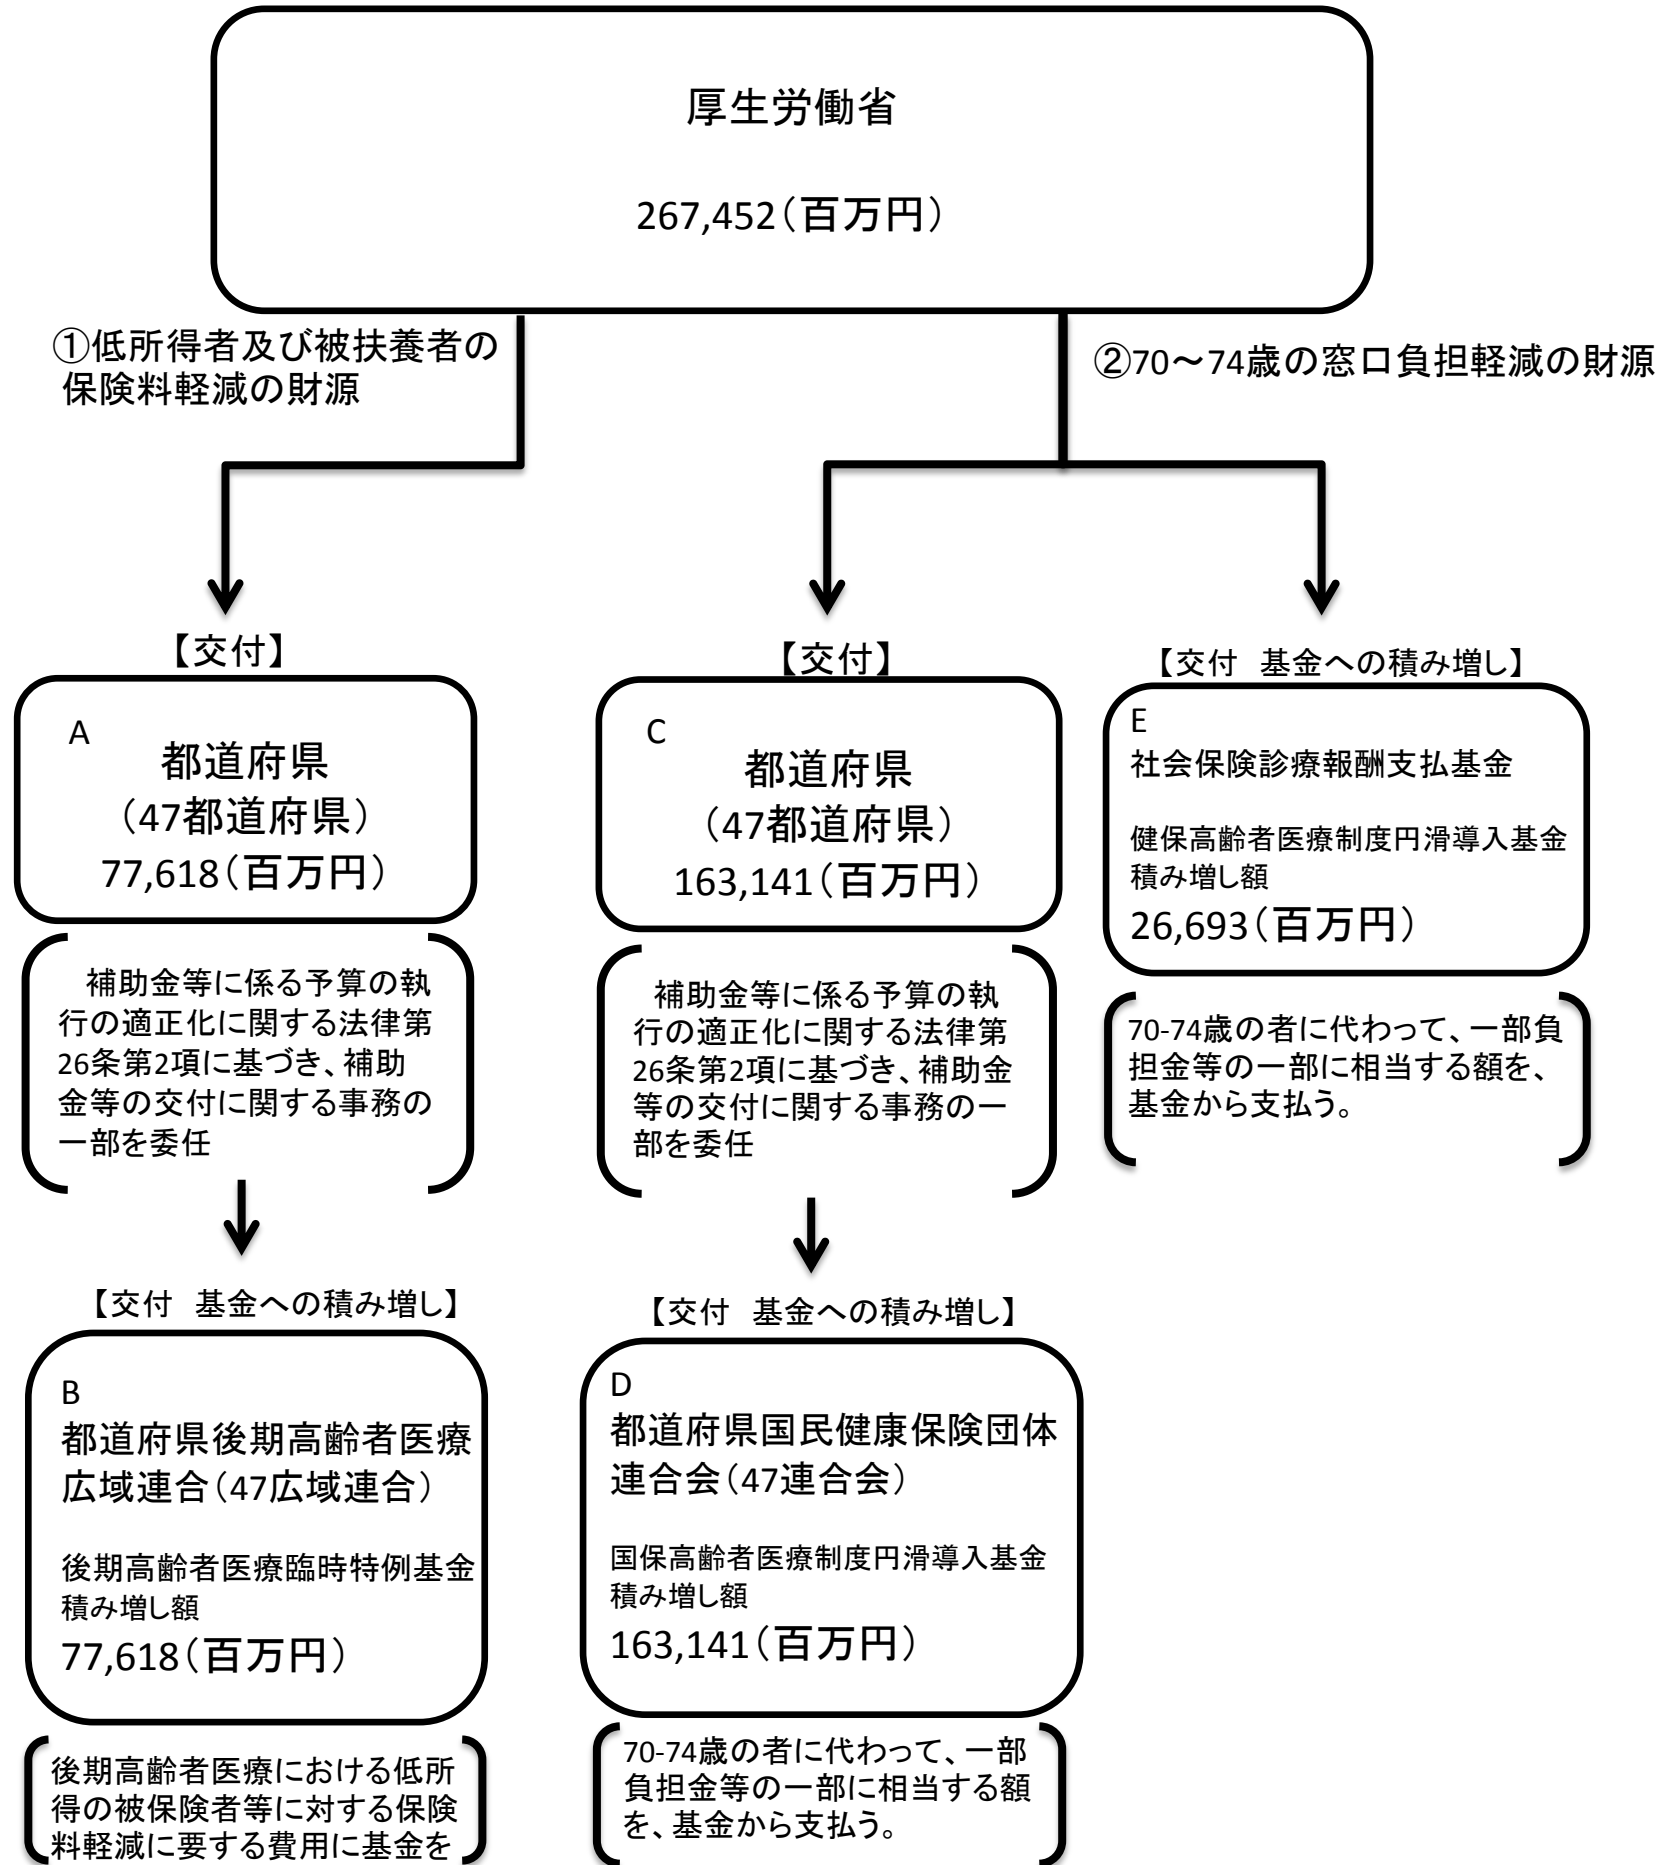 厚生労働省
267,452(百万円)
①低所得者及び被扶養者の
保険料軽減の財源
②70～74歳の窓口負担軽減の財源
【交付】
A
都道府県
(47都道府県)
77,618(百万円)
補助金等に係る予算の執
行の適正化に関する法律第
26条第2項に基づき、補助
金等の交付に関する事務の
一部を委任
【交付　基金への積み増し】
B
都道府県後期高齢者医療
広域連合(47広域連合)
後期高齢者医療臨時特例基金
積み増し額
77,618(百万円)
後期高齢者医療における低所
得の被保険者等に対する保険
料軽減に要する費用に基金を
【交付】
C
都道府県
(47都道府県)
163,141(百万円)
補助金等に係る予算の執
行の適正化に関する法律第
26条第2項に基づき、補助金
等の交付に関する事務の一
部を委任
【交付　基金への積み増し】
D
都道府県国民健康保険団体
連合会(47連合会)
国保高齢者医療制度円滑導入基金
積み増し額
163,141(百万円)
70-74歳の者に代わって、一部
負担金等の一部に相当する額
を、基金から支払う。
【交付　基金への積み増し】
E
社会保険診療報酬支払基金
健保高齢者医療制度円滑導入基金
積み増し額
26,693(百万円)
70-74歳の者に代わって、一部負
担金等の一部に相当する額を、
基金から支払う。